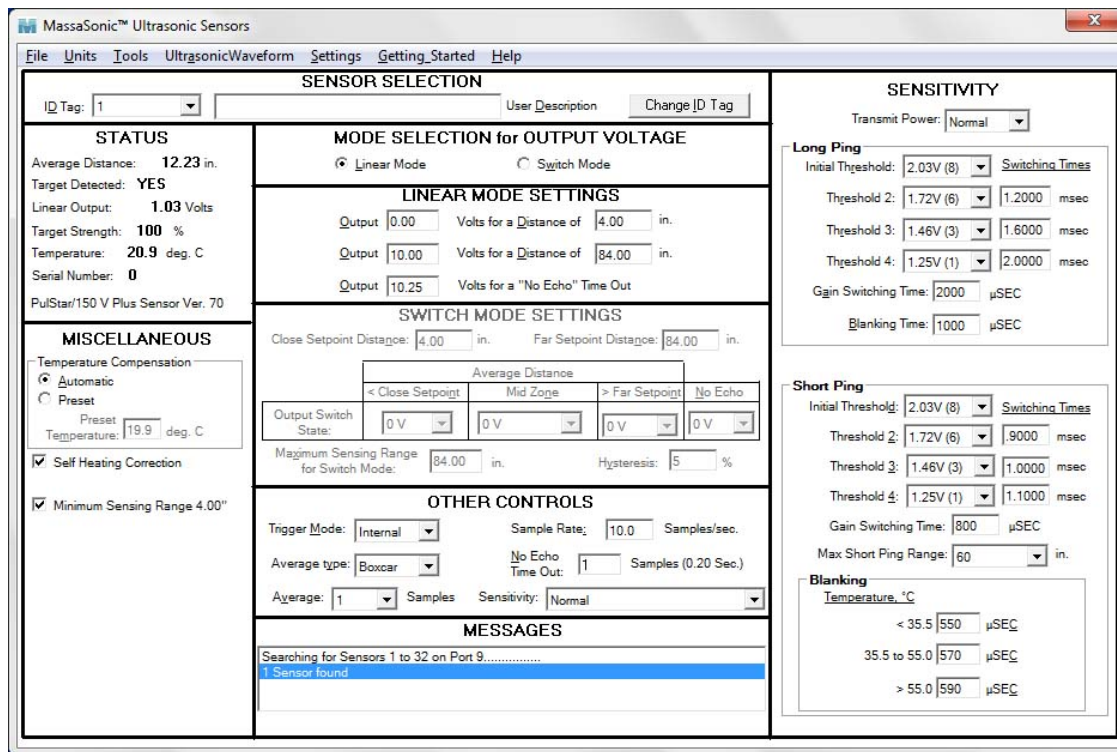 MassaSonic™ Ultrasonic Sensors
X
File Units Tools UltrasonicWaveform Settings Getting_Started Help
SENSOR SELECTION
ID Tag: 1 User Description Change ID Tag
STATUS
Average Distance: 12.23 in.
Target Detected: YES
Linear Output: 1.03 Volts
Target Strength: 100 %
Temperature: 20.9 deg. C
Serial Number: 0
PulStar/150 V Plus Sensor Ver. 70
MISCELLANEOUS
Temperature Compensation
Automatic
Preset
Preset
Temperature: 19.9 deg. C
Self Heating Correction
Minimum Sensing Range 4.00"
MODE SELECTION for OUTPUT VOLTAGE
Linear Mode Switch Mode
LINEAR MODE SETTINGS
Output 0.00 Volts for a Distance of 4.00 in.
Output 10.00 Volts for a Distance of 84.00 in.
Output 10.25 Volts for a "No Echo" Time Out
SWITCH MODE SETTINGS
Close Setpoint Distance: 4.00 in. Far Setpoint Distance: 84.00 in.
Average Distance
< Close Setpoint Mid Zone > Far Setpoint No Echo
Output Switch
State: 0 V 0 V 0 V 0 V
Maximum Sensing Range
for Switch Mode: 84.00 in. Hysteresis: 5 %
OTHER CONTROLS
Trigger Mode: Internal Sample Rate: 10.0 Samples/sec.
Average type: Boxcar No Echo
Time Out: 1 Samples (0.20 Sec.)
Average: 1 Samples Sensitivity: Normal
MESSAGES
Searching for Sensors 1 to 32 on Port 9................
1 Sensor found
SENSITIVITY
Transmit Power: Normal
Long Ping
Initial Threshold: 2.03V (8) Switching Times
Threshold 2: 1.72V (6) 1.2000 msec
Threshold 3: 1.46V (3) 1.6000 msec
Threshold 4: 1.25V (1) 2.0000 msec
Gain Switching Time: 2000 µSEC
Blanking Time: 1000 µSEC
Short Ping
Initial Threshold: 2.03V (8) Switching Times
Threshold 2: 1.72V (6) .9000 msec
Threshold 3: 1.46V (3) 1.0000 msec
Threshold 4: 1.25V (1) 1.1000 msec
Gain Switching Time: 800 µSEC
Max Short Ping Range: 60 in.
Blanking
Temperature, °C
< 35.5 550 µSEC
35.5 to 55.0 570 µSEC
> 55.0 590 µSEC